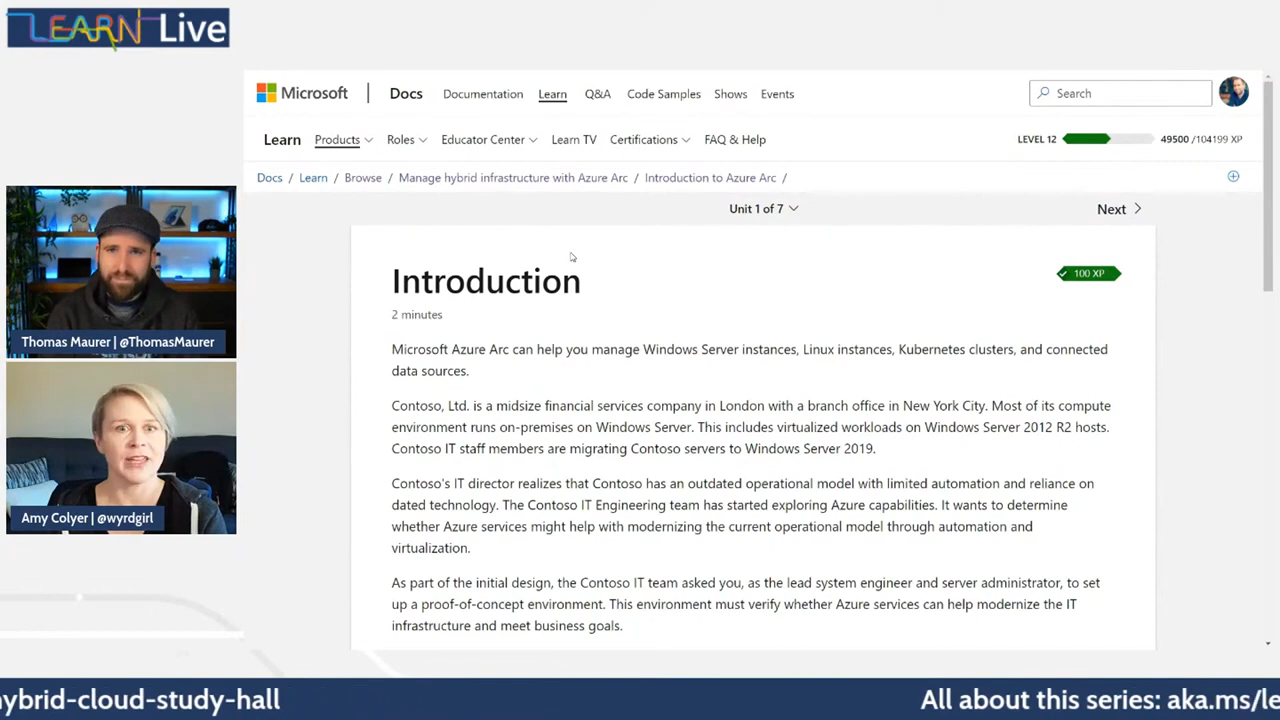 LEARN Live
Microsoft | Docs Documentation Learn Q&A Code Samples Shows Events Search
Learn Products Roles Educator Center Learn TV Certifications FAQ & Help LEVEL 12 49500 /104199 XP
Docs / Learn / Browse / Manage hybrid infrastructure with Azure Arc / Introduction to Azure Arc /
Unit 1 of 7 Next
Introduction
100 XP
2 minutes
Microsoft Azure Arc can help you manage Windows Server instances, Linux instances, Kubernetes clusters, and connected
data sources.
Contoso, Ltd. is a midsize financial services company in London with a branch office in New York City. Most of its compute
environment runs on-premises on Windows Server. This includes virtualized workloads on Windows Server 2012 R2 hosts.
Contoso IT staff members are migrating Contoso servers to Windows Server 2019.
Contoso's IT director realizes that Contoso has an outdated operational model with limited automation and reliance on
dated technology. The Contoso IT Engineering team has started exploring Azure capabilities. It wants to determine
whether Azure services might help with modernizing the current operational model through automation and
virtualization.
As part of the initial design, the Contoso IT team asked you, as the lead system engineer and server administrator, to set
up a proof-of-concept environment. This environment must verify whether Azure services can help modernize the IT
infrastructure and meet business goals.
Thomas Maurer | @ThomasMaurer
Amy Colyer | @wyrdgirl
hybrid-cloud-study-hall
All about this series: aka.ms/le